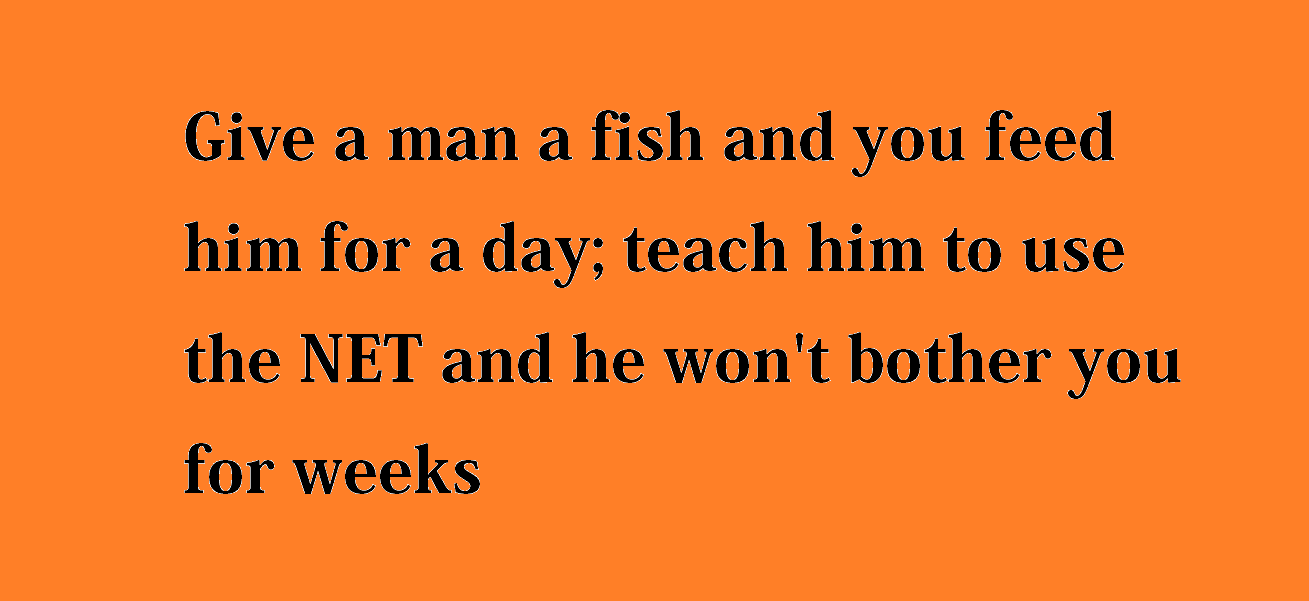 Give a man a fish and you feed
him for a day; teach him to use
the NET and he won't bother you
for weeks